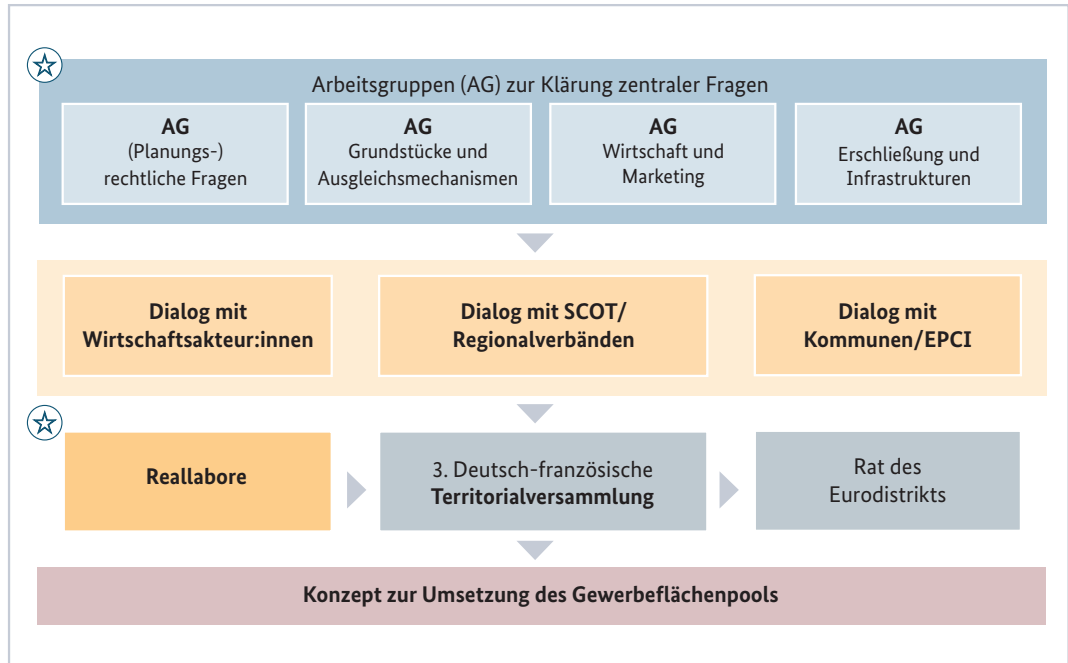 Arbeitsgruppen (AG) zur Klärung zentraler Fragen
AG
(Planungs-)
rechtliche Fragen
AG
Grundstücke und
Ausgleichsmechanismen
AG
Wirtschaft und
Marketing
AG
Erschließung und
Infrastrukturen
Dialog mit
Wirtschaftsakteur:innen
Dialog mit SCOT/
Regionalverbänden
Dialog mit
Kommunen/EPCI
Reallabore
3. Deutsch-französische
Territorialversammlung
Rat des
Eurodistrikts
Konzept zur Umsetzung des Gewerbeflächenpools